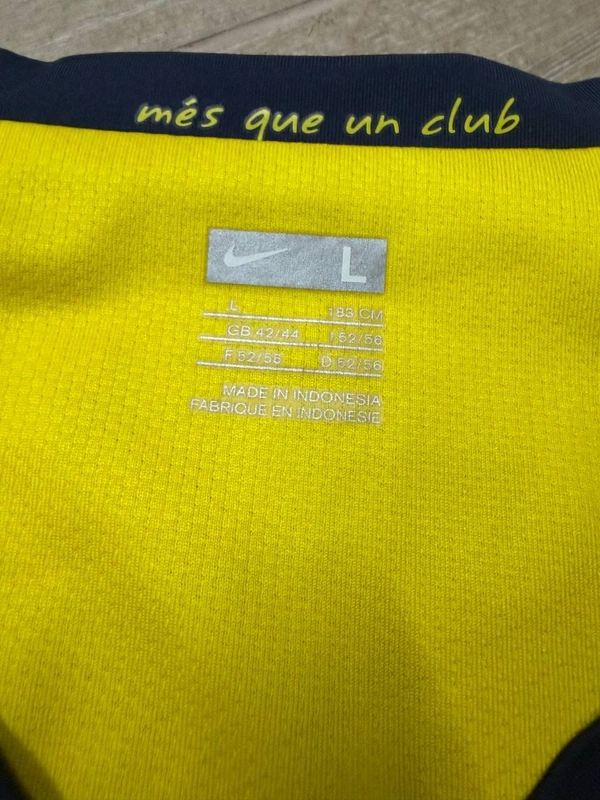 més que un club
L
L 183 CM
GB 42/44 I 52/56
F 52/56 D 52/56
MADE IN INDONESIA
FABRIQUE EN INDONESIE